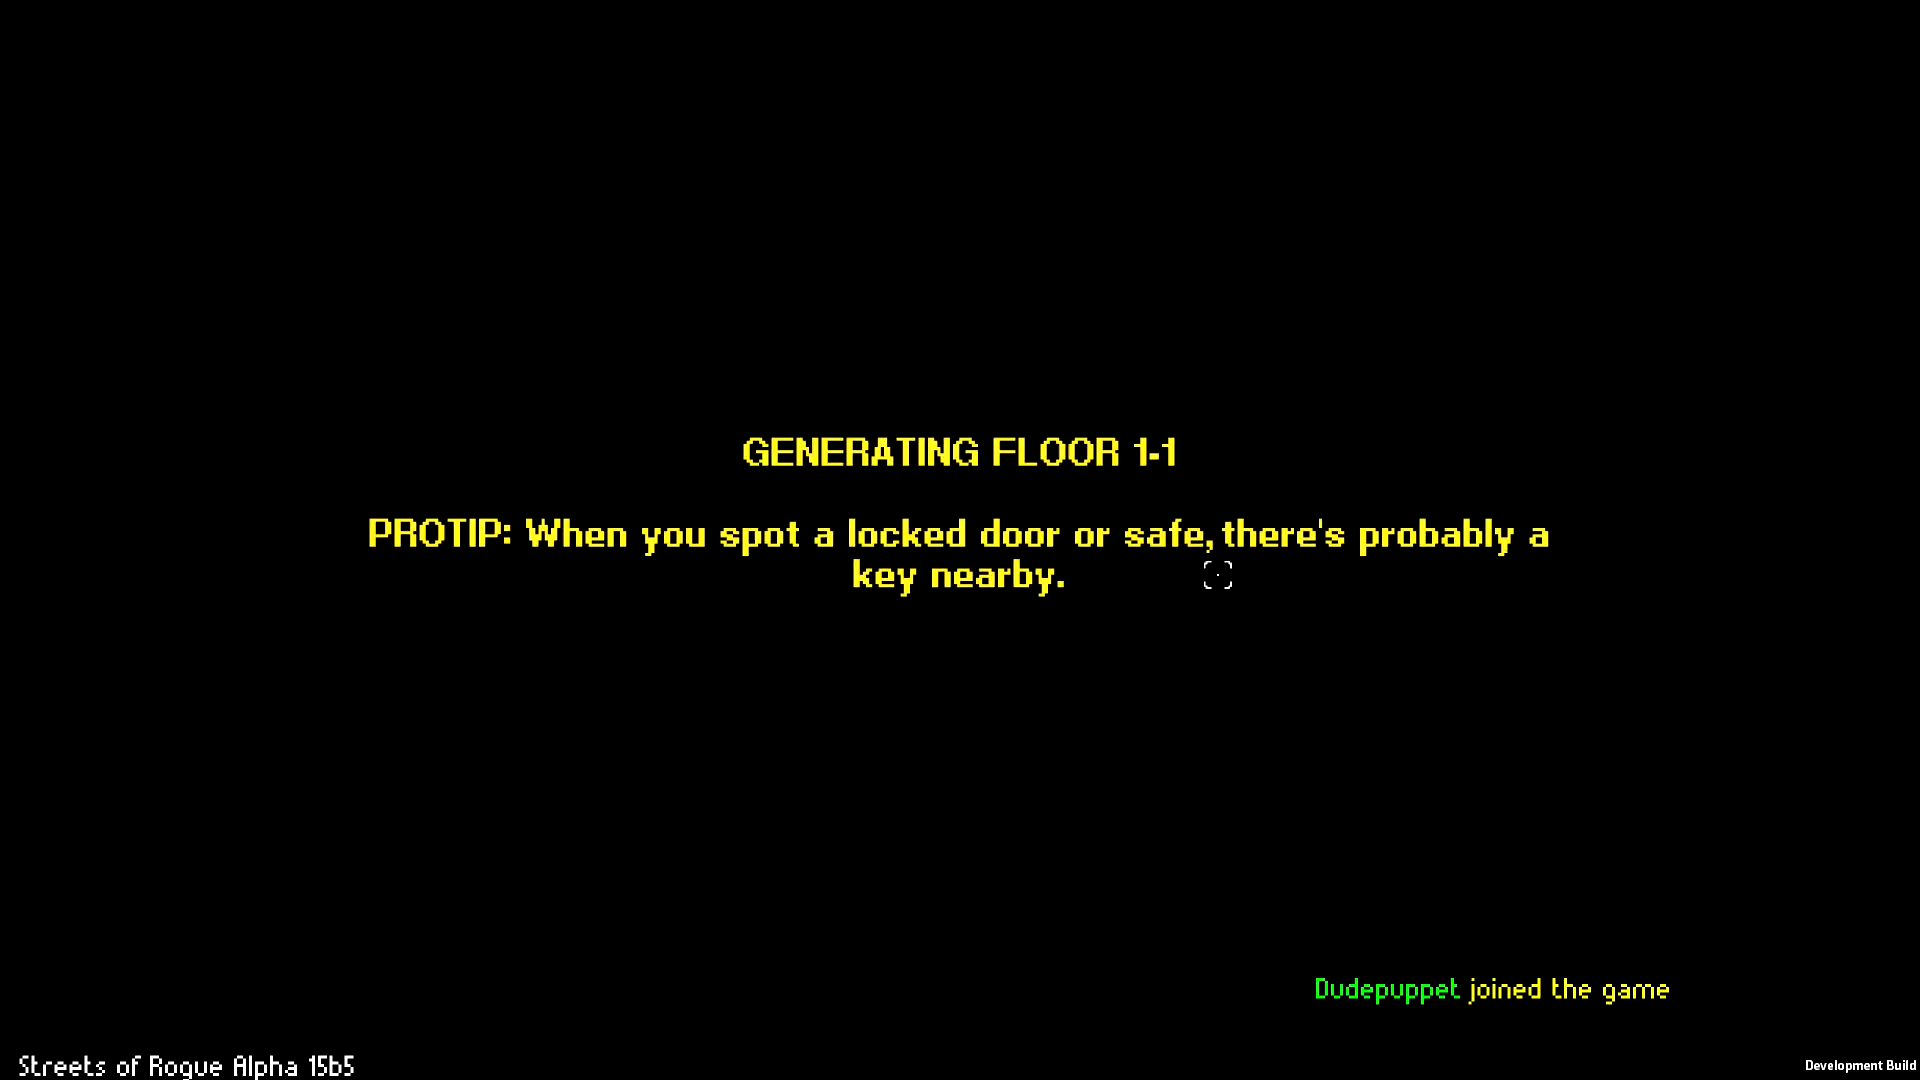 GENERATING FLOOR 1-1
PROTIP: When you spot a locked door or safe, there's probably a
key nearby.
Dudepuppet joined the game
Streets of Rogue Alpha 15b5
Development Build